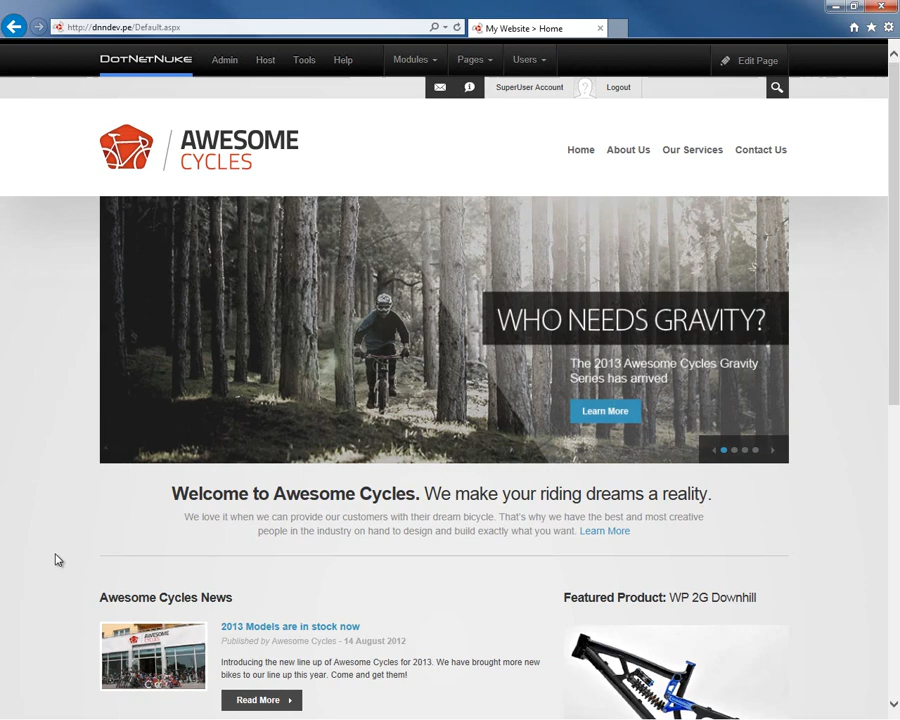 http://dnndev.pe/Default.aspx
My Website > Home
DOTNETNUKE
Admin
Host
Tools
Help
Modules
Pages
Users
Edit Page
SuperUser Account
Logout
AWESOME
CYCLES
Home
About Us
Our Services
Contact Us
WHO NEEDS GRAVITY?
The 2013 Awesome Cycles Gravity
Series has arrived
Learn More
Welcome to Awesome Cycles. We make your riding dreams a reality.
We love it when we can provide our customers with their dream bicycle. That's why we have the best and most creative
people in the industry on hand to design and build exactly what you want. Learn More
Awesome Cycles News
Featured Product: WP 2G Downhill
AWESOME
CYCLES
2013 Models are in stock now
Published by Awesome Cycles - 14 August 2012
Introducing the new line up of Awesome Cycles for 2013. We have brought more new
bikes to our line up this year. Come and get them!
Read More